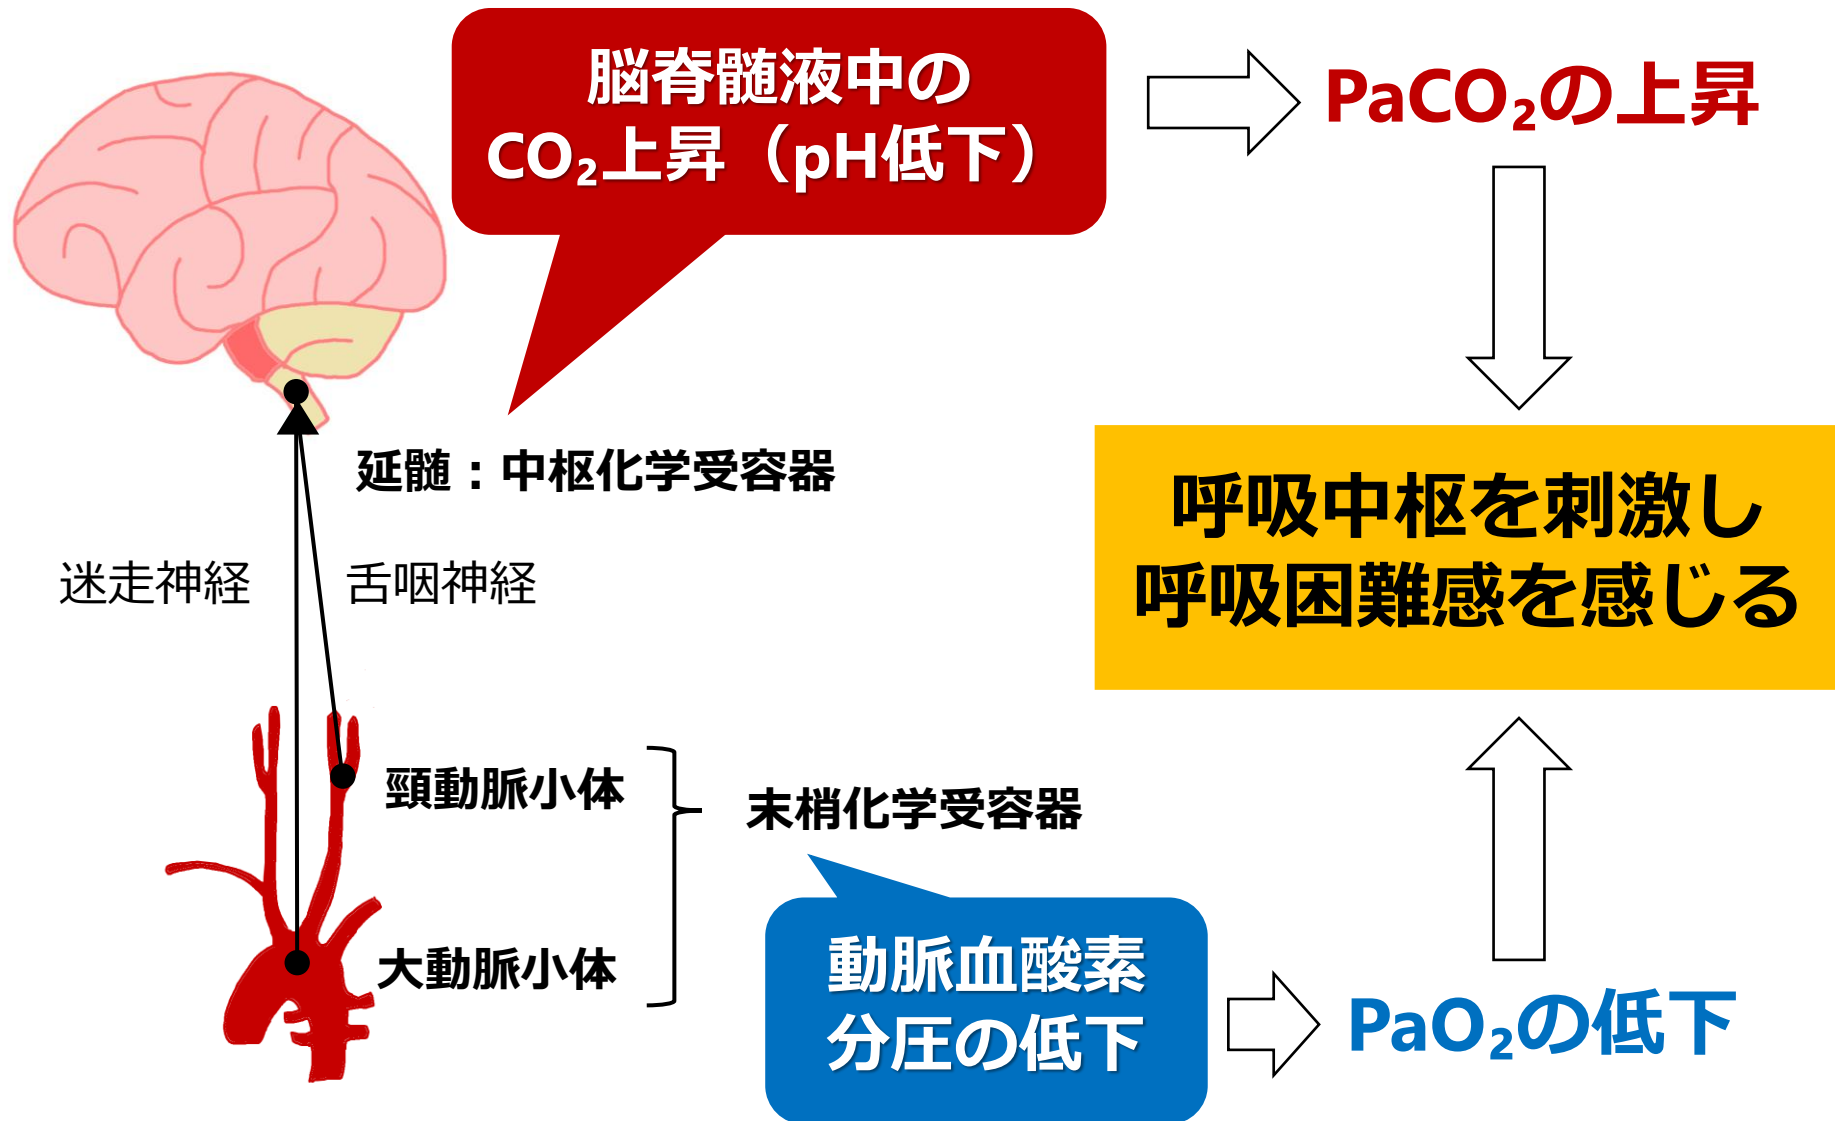 脳脊髄液中の
CO₂上昇（pH低下）
PaCO₂の上昇
延髄：中枢化学受容器
呼吸中枢を刺激し
呼吸困難感を感じる
迷走神経
舌咽神経
頸動脈小体
末梢化学受容器
大動脈小体
動脈血酸素
分圧の低下
PaO₂の低下